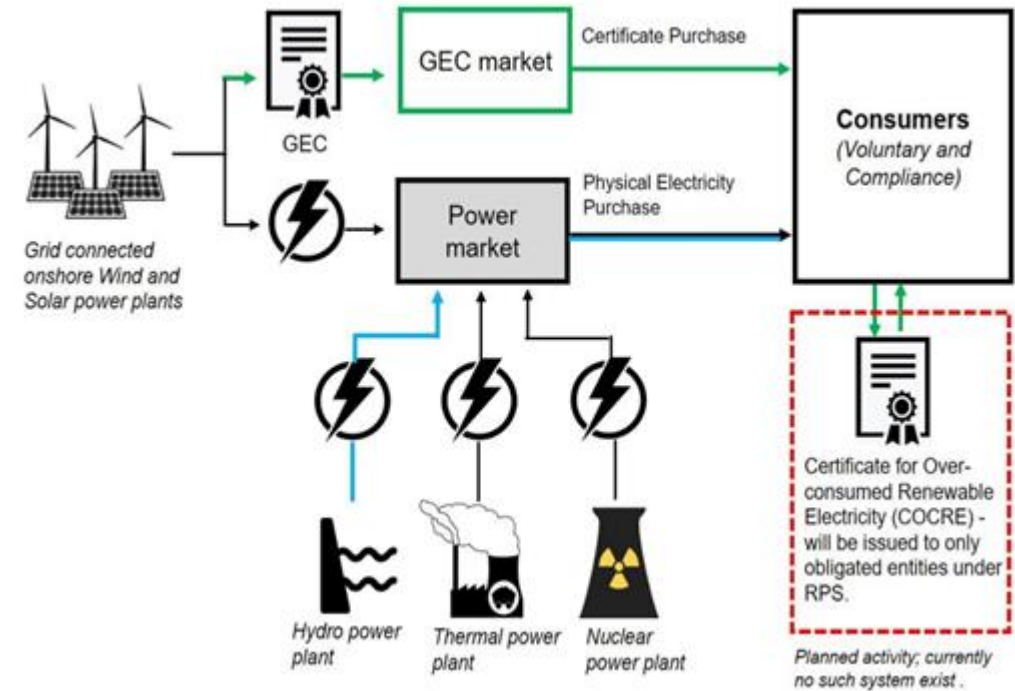 Certificate Purchase
GEC market
GEC
Consumers
(Voluntary and
Compliance)
Physical Electricity
Purchase
Power
market
Grid connected
onshore Wind and
Solar power plants
Certificate for Over-
consumed Renewable
Electricity (COCRE) -
will be issued to only
obligated entities under
RPS.
Hydro power
plant
Thermal power
plant
Nuclear
power plant
Planned activity; currently
no such system exist .